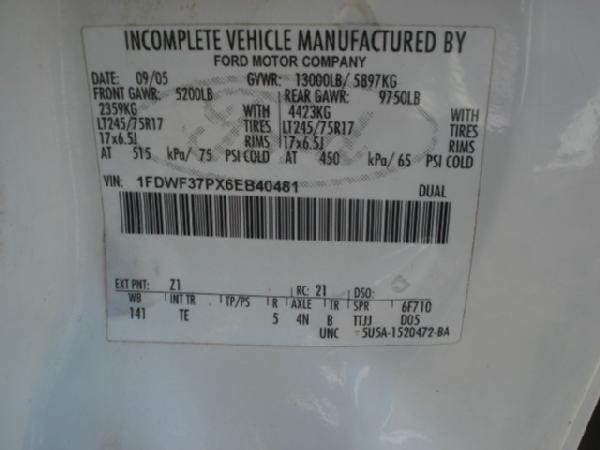 INCOMPLETE VEHICLE MANUFACTURED BY
FORD MOTOR COMPANY
DATE: 09/05 GVWR: 13000LB/ 5897KG
FRONT GAWR: 5200LB REAR GAWR: 9750LB
2359KG WITH 4423KG WITH
LT245/75R17 TIRES LT245/75R17 TIRES
17x6.5J RIMS 17x6.5J RIMS
AT 515 kPa/ 75 PSI COLD AT 450 kPa/ 65 PSI COLD
VIN: 1FDWF37PX6EB40481
DUAL
EXT PNT: Z1 RC: 21 DSO:
WB INT TR TP/PS R AXLE TR SPR 6F710
141 TE 5 4N B TTJJ D05
UNC 5U5A-1520472-BA